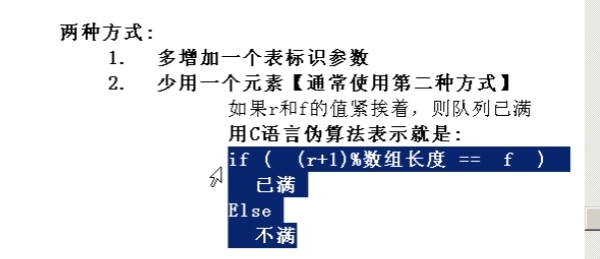 两种方式:
1. 多增加一个表标识参数
2. 少用一个元素【通常使用第二种方式】
如果r和f的值紧挨着，则队列已满
用C语言伪算法表示就是:
if ( (r+1)%数组长度 == f )
已满
Else
不满